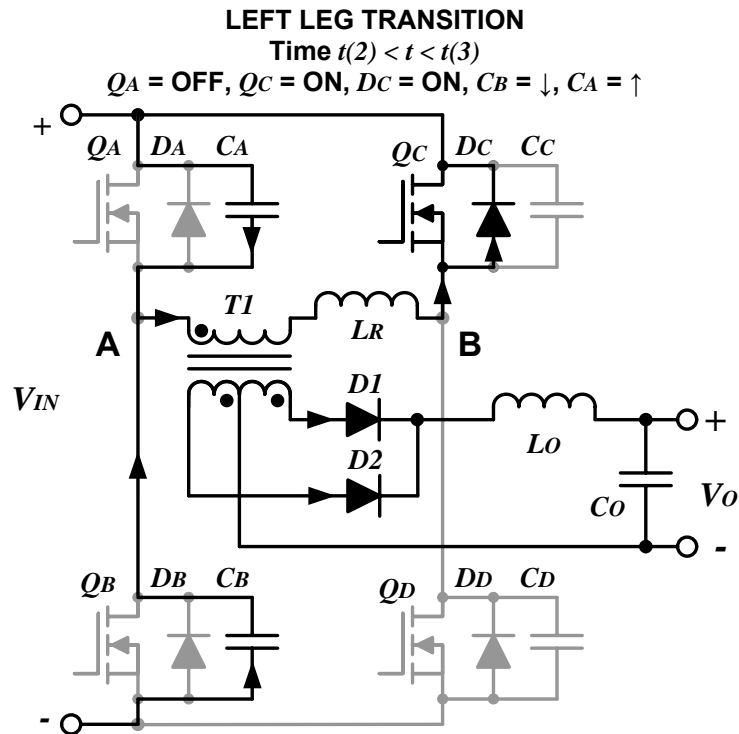 LEFT LEG TRANSITION
Time t(2) < t < t(3)
QA = OFF, QC = ON, DC = ON, CB = ↓, CA = ↑
+
QA DA CA
QC DC CC
T1
LR
A
B
VIN
D1
D2
LO
+
CO
VO
-
QB DB CB
QD DD CD
-